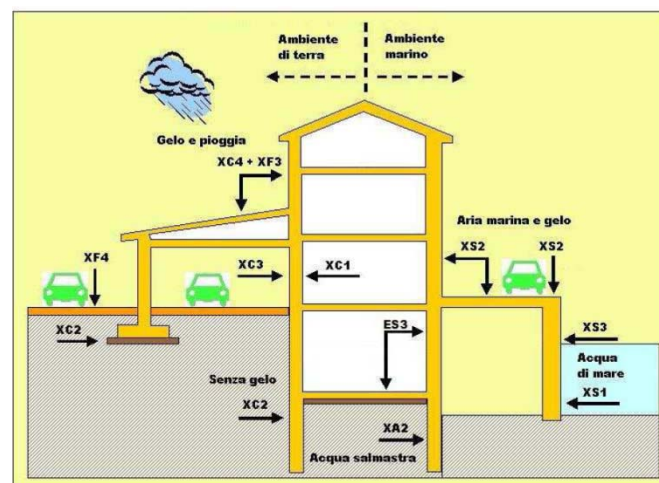 Ambiente
di terra
Ambiente
marino
Gelo e pioggia
XC4 + XF3
Aria marina e gelo
XS2
XS2
XF4
XC3
XC1
XC2
ES3
XS3
Acqua
di mare
Senza gelo
XC2
XS1
XA2
Acqua salmastra